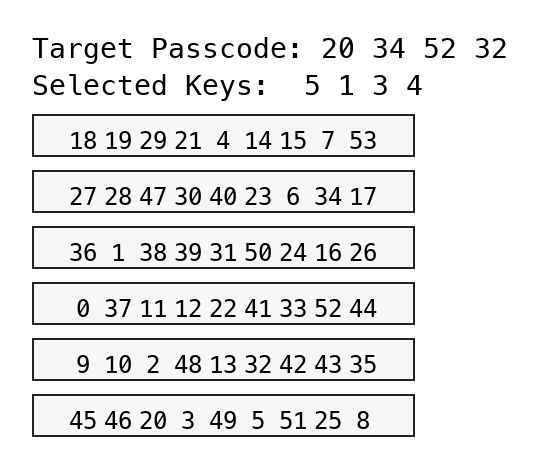 Target Passcode: 20 34 52 32
Selected Keys: 5 1 3 4
18 19 29 21 4 14 15 7 53
27 28 47 30 40 23 6 34 17
36 1 38 39 31 50 24 16 26
0 37 11 12 22 41 33 52 44
9 10 2 48 13 32 42 43 35
45 46 20 3 49 5 51 25 8